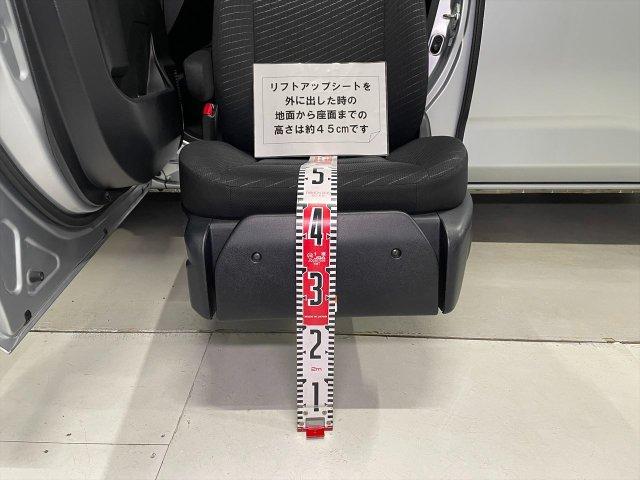 リフトアップシートを
外に出した時の
地面から座面までの
高さは約45cmです
5
4
3
2
2m
1